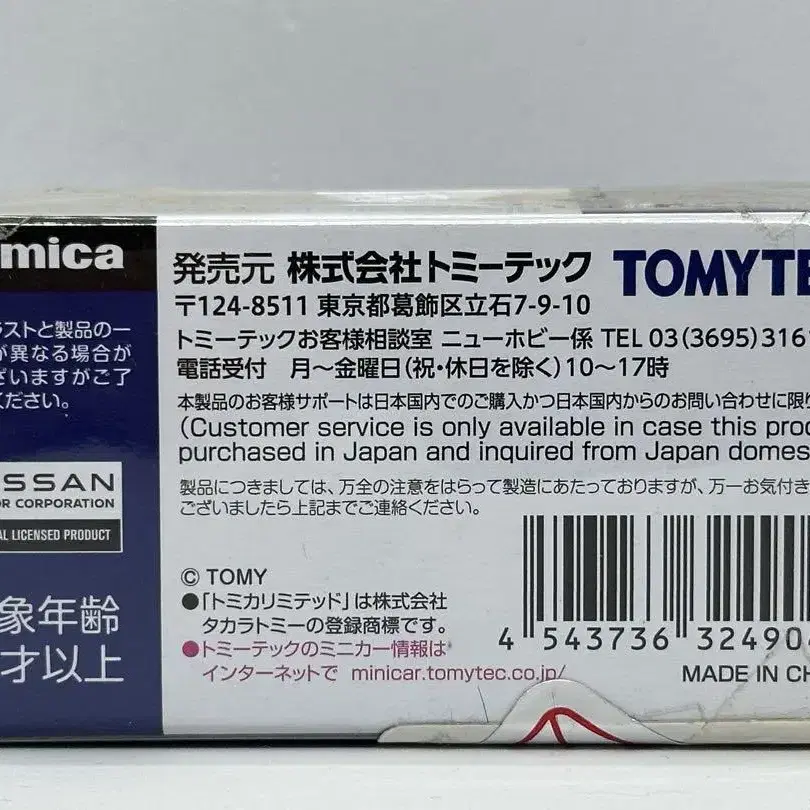 mica
発売元 株式会社トミーテック TOMYTE
〒124-8511 東京都葛飾区立石7-9-10
トミーテックお客様相談室 ニューホビー係 TEL 03(3695)316
電話受付 月〜金曜日(祝・休日を除く)10〜17時
本製品のお客様サポートは日本国内でのご購入かつ日本国内からのお問い合わせに限
(Customer service is only available in case this prod
purchased in Japan and inquired from Japan domes
製品につきましては、万全の注意をはらって製造にあたっておりますが、万一お気付き
ございましたら上記までご連絡ください。
ラストと製品の一
が異なる場合が
ざいますがご了
ください。
ISSAN
OR CORPORATION
AL LICENSED PRODUCT
象年齢
才以上
© TOMY
●「トミカリミテッド」は株式会社
タカラトミーの登録商標です。
●トミーテックのミニカー情報は
インターネットで minicar.tomytec.co.jp/
4 543736 32490
MADE IN CH